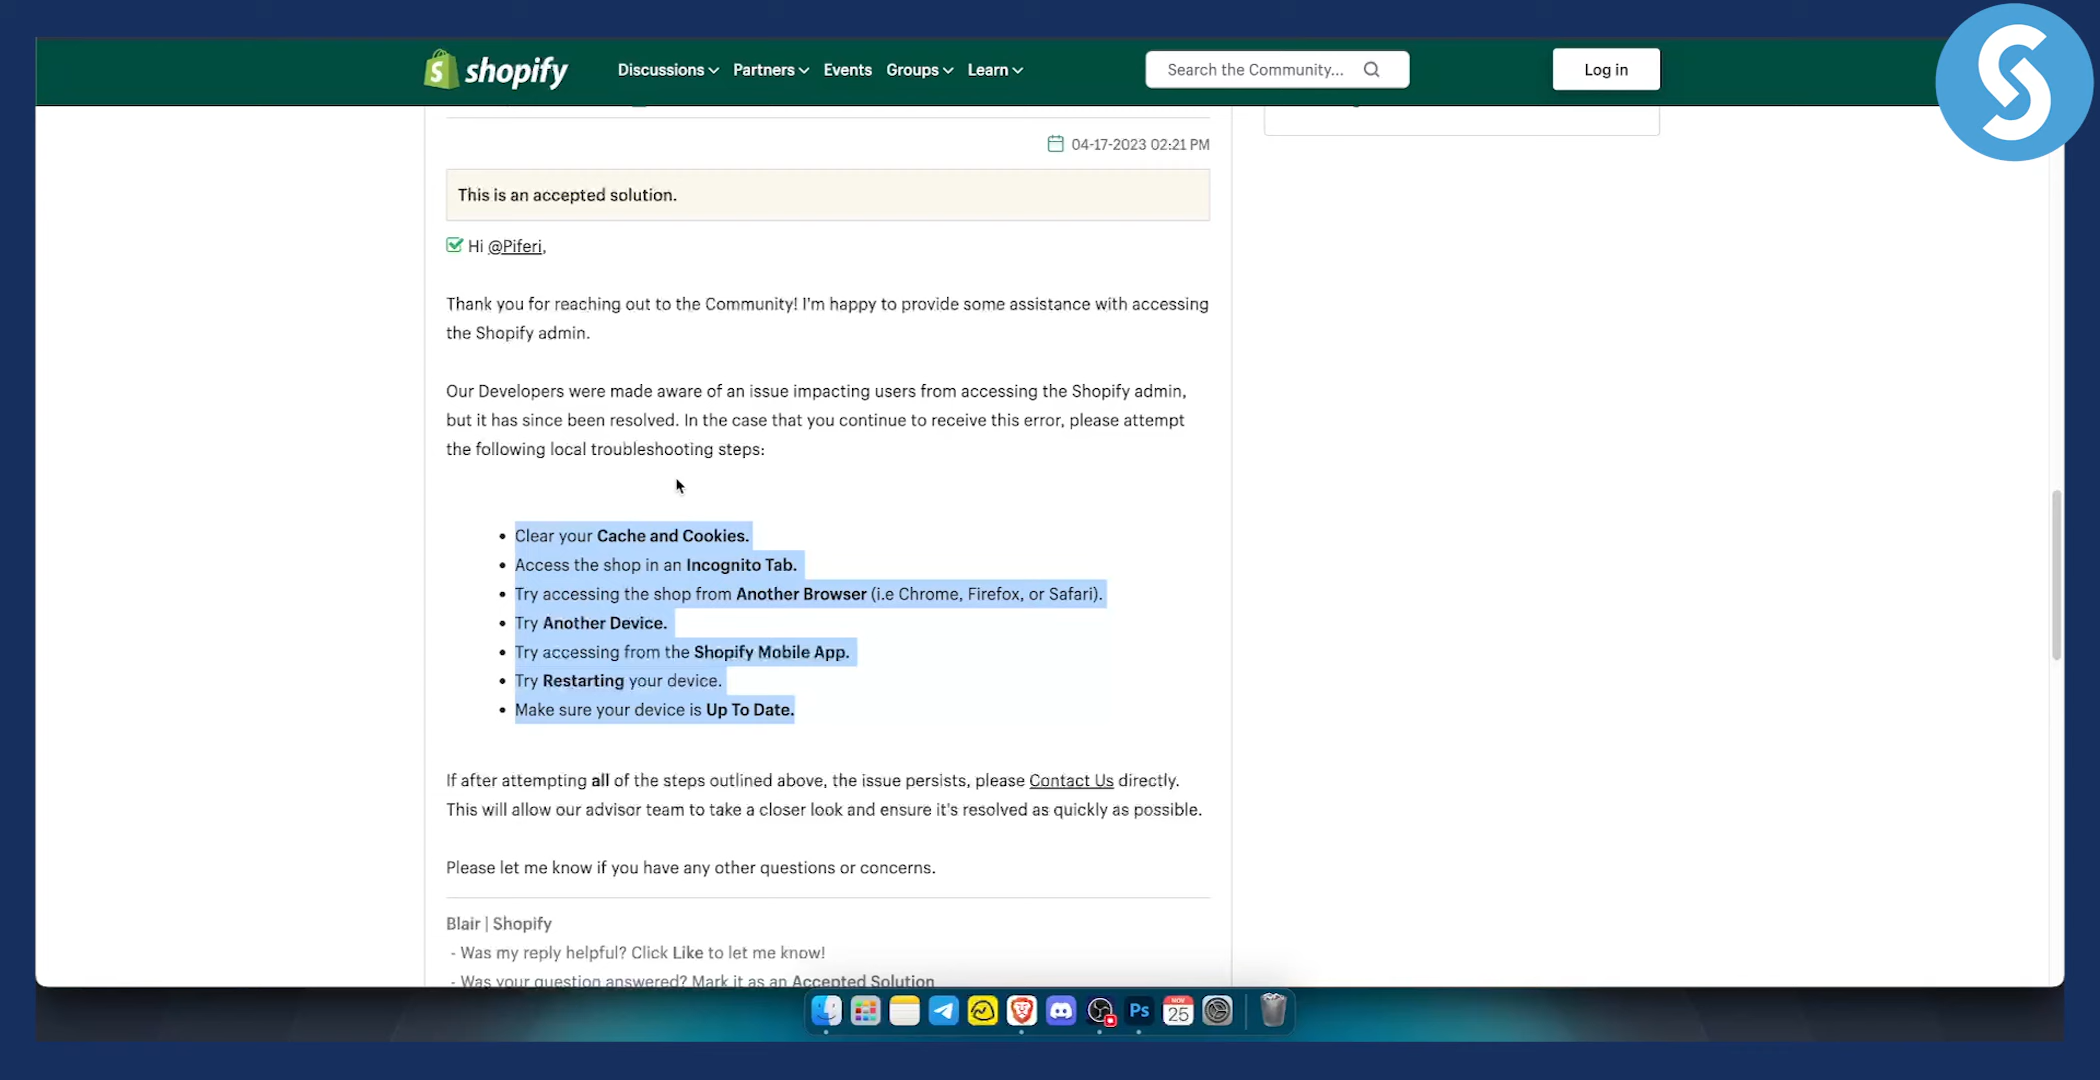 shopify
Discussions Partners Events Groups Learn
Search the Community...
Log in
S
04-17-2023 02:21 PM
This is an accepted solution.
Hi @Piferi,
Thank you for reaching out to the Community! I'm happy to provide some assistance with accessing
the Shopify admin.
Our Developers were made aware of an issue impacting users from accessing the Shopify admin,
but it has since been resolved. In the case that you continue to receive this error, please attempt
the following local troubleshooting steps:
• Clear your Cache and Cookies.
• Access the shop in an Incognito Tab.
• Try accessing the shop from Another Browser (i.e Chrome, Firefox, or Safari).
• Try Another Device.
• Try accessing from the Shopify Mobile App.
• Try Restarting your device.
• Make sure your device is Up To Date.
If after attempting all of the steps outlined above, the issue persists, please Contact Us directly.
This will allow our advisor team to take a closer look and ensure it's resolved as quickly as possible.
Please let me know if you have any other questions or concerns.
Blair | Shopify
- Was my reply helpful? Click Like to let me know!
- Was your question answered? Mark it as an Accepted Solution
Ps
NOV
25